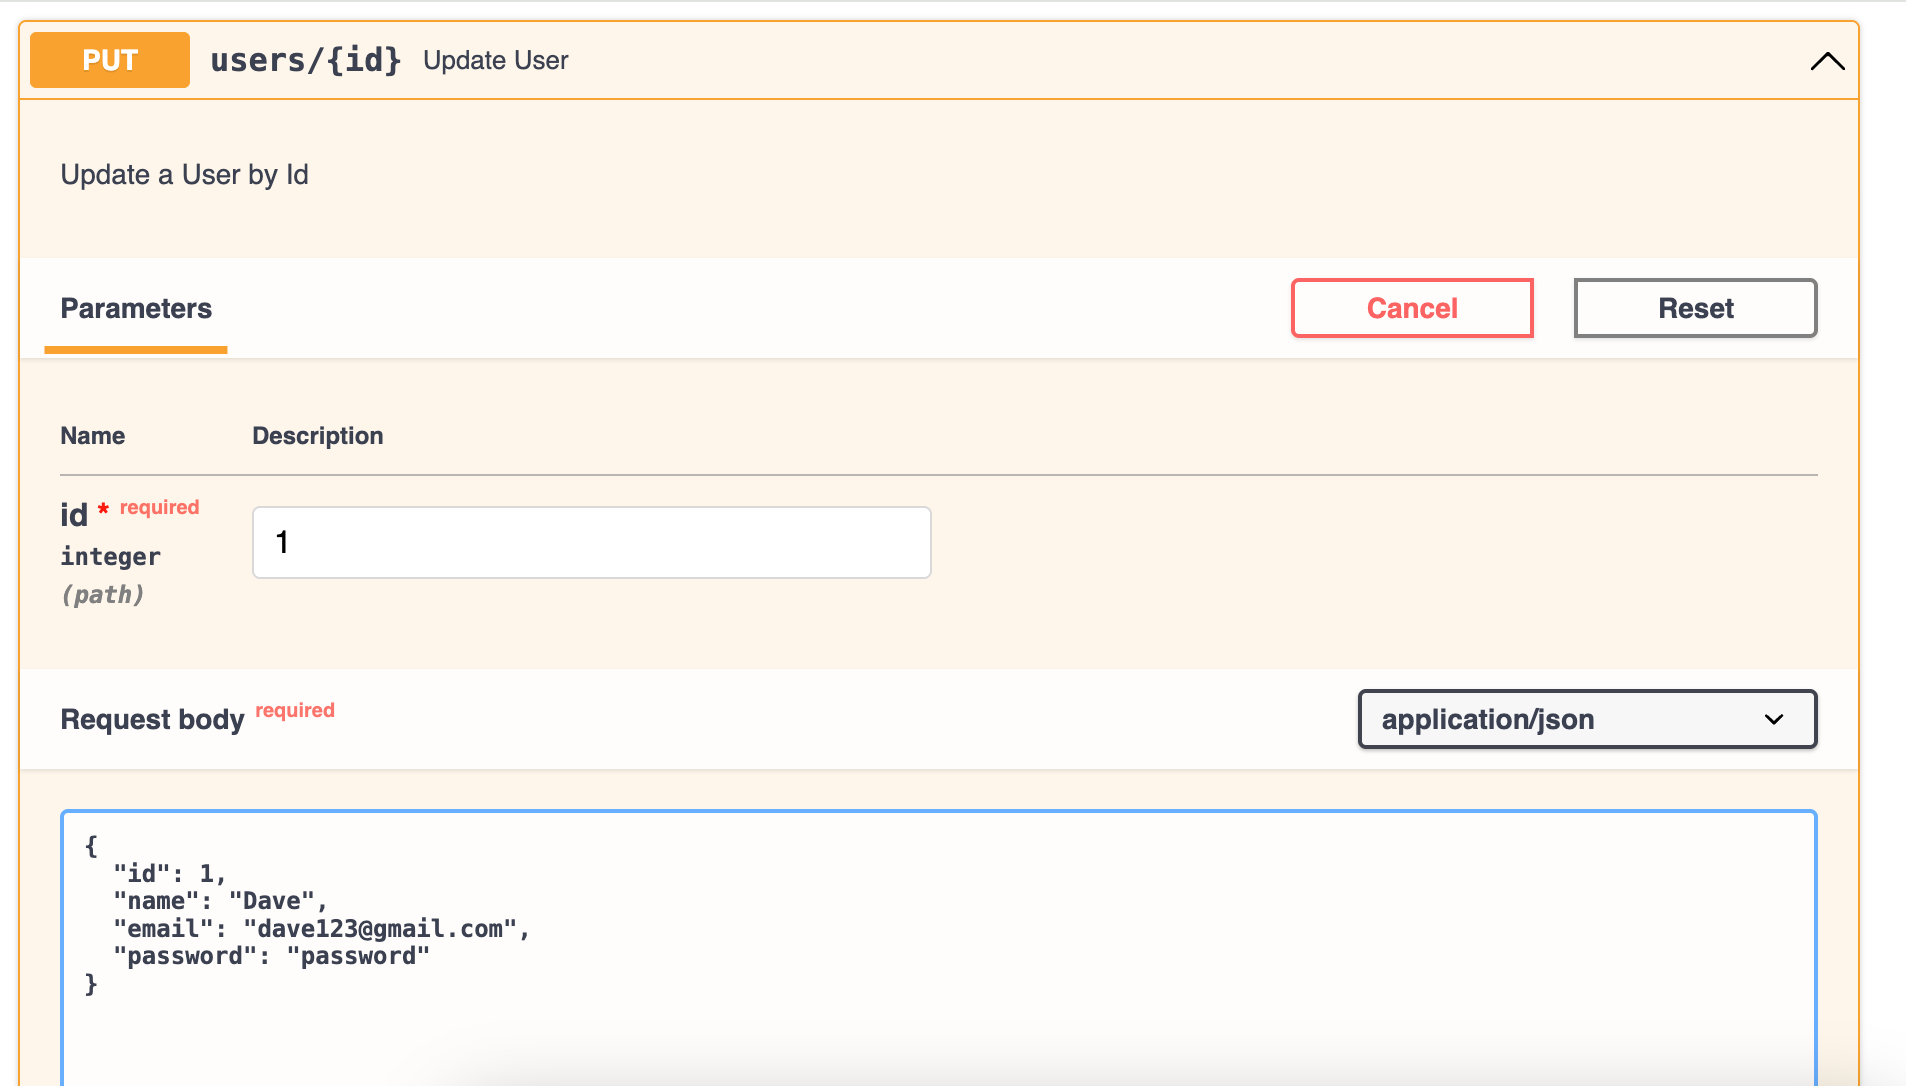 PUT users/{id} Update User
Update a User by Id
Parameters Cancel Reset
Name Description
id * required
integer
(path)
1
Request body required application/json
{
  "id": 1,
  "name": "Dave",
  "email": "dave123@gmail.com",
  "password": "password"
}